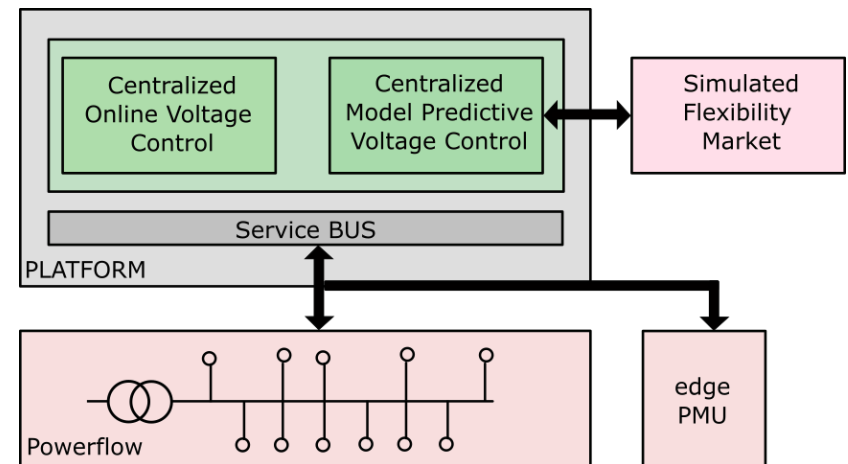 Centralized
Online Voltage
Control
Centralized
Model Predictive
Voltage Control
Simulated
Flexibility
Market
Service BUS
PLATFORM
Powerflow
edge
PMU